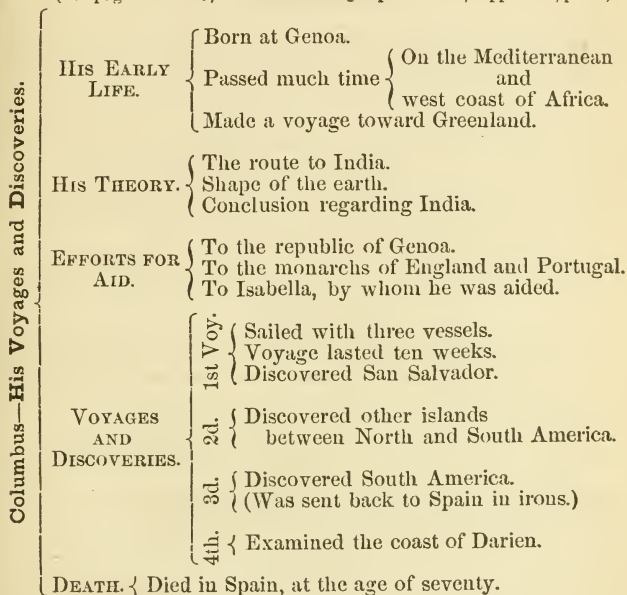 Columbus—His Voyages and Discoveries.
HIS EARLY LIFE.
Born at Genoa.
Passed much time
On the Mediterranean
and
west coast of Africa.
Made a voyage toward Greenland.
HIS THEORY.
The route to India.
Shape of the earth.
Conclusion regarding India.
EFFORTS FOR AID.
To the republic of Genoa.
To the monarchs of England and Portugal.
To Isabella, by whom he was aided.
VOYAGES AND DISCOVERIES.
1st Voy.
Sailed with three vessels.
Voyage lasted ten weeks.
Discovered San Salvador.
2d.
Discovered other islands
between North and South America.
3d.
Discovered South America.
(Was sent back to Spain in irons.)
4th.
Examined the coast of Darien.
DEATH. Died in Spain, at the age of seventy.